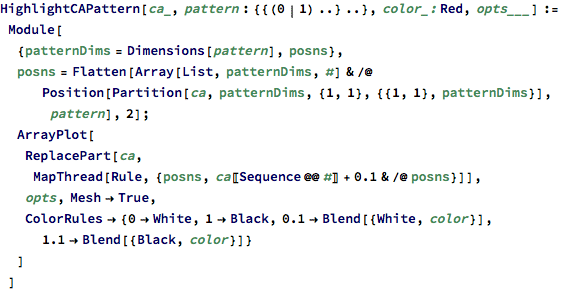 HighlightCAPattern[ca_, pattern : {{(0 | 1) ..} ..}, color_: Red, opts___] :=
Module[
{patternDims = Dimensions[pattern], posns},
posns = Flatten[Array[List, patternDims, #] & /@
Position[Partition[ca, patternDims, {1, 1}, {{1, 1}, patternDims}],
pattern], 2];
ArrayPlot[
ReplacePart[ca,
MapThread[Rule, {posns, ca〚Sequence @@ #〛 + 0.1 & /@ posns}]],
opts, Mesh → True,
ColorRules → {0 → White, 1 → Black, 0.1 → Blend[{White, color}],
1.1 → Blend[{Black, color}]}
]
]